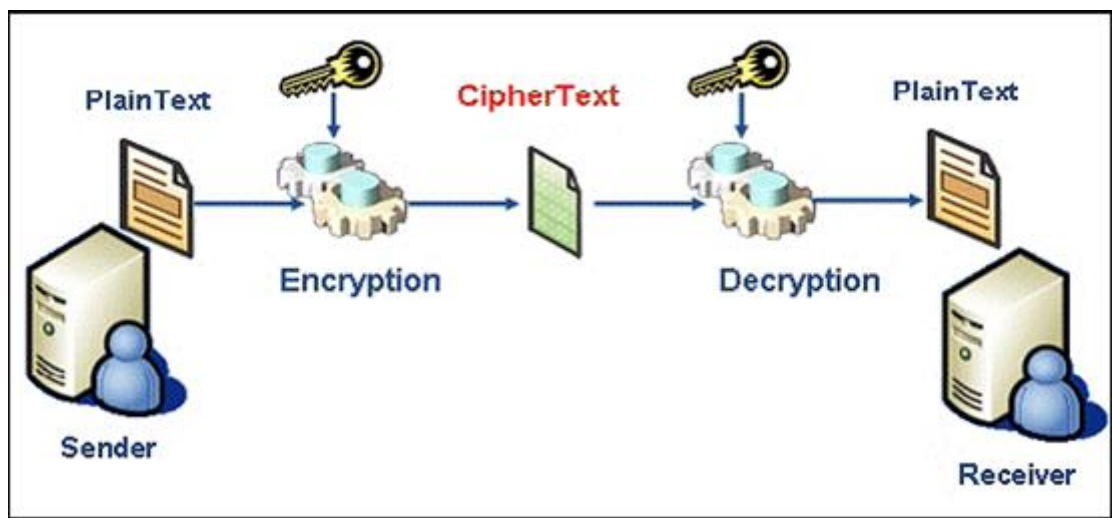 PlainText
CipherText
PlainText
Encryption
Decryption
Sender
Receiver